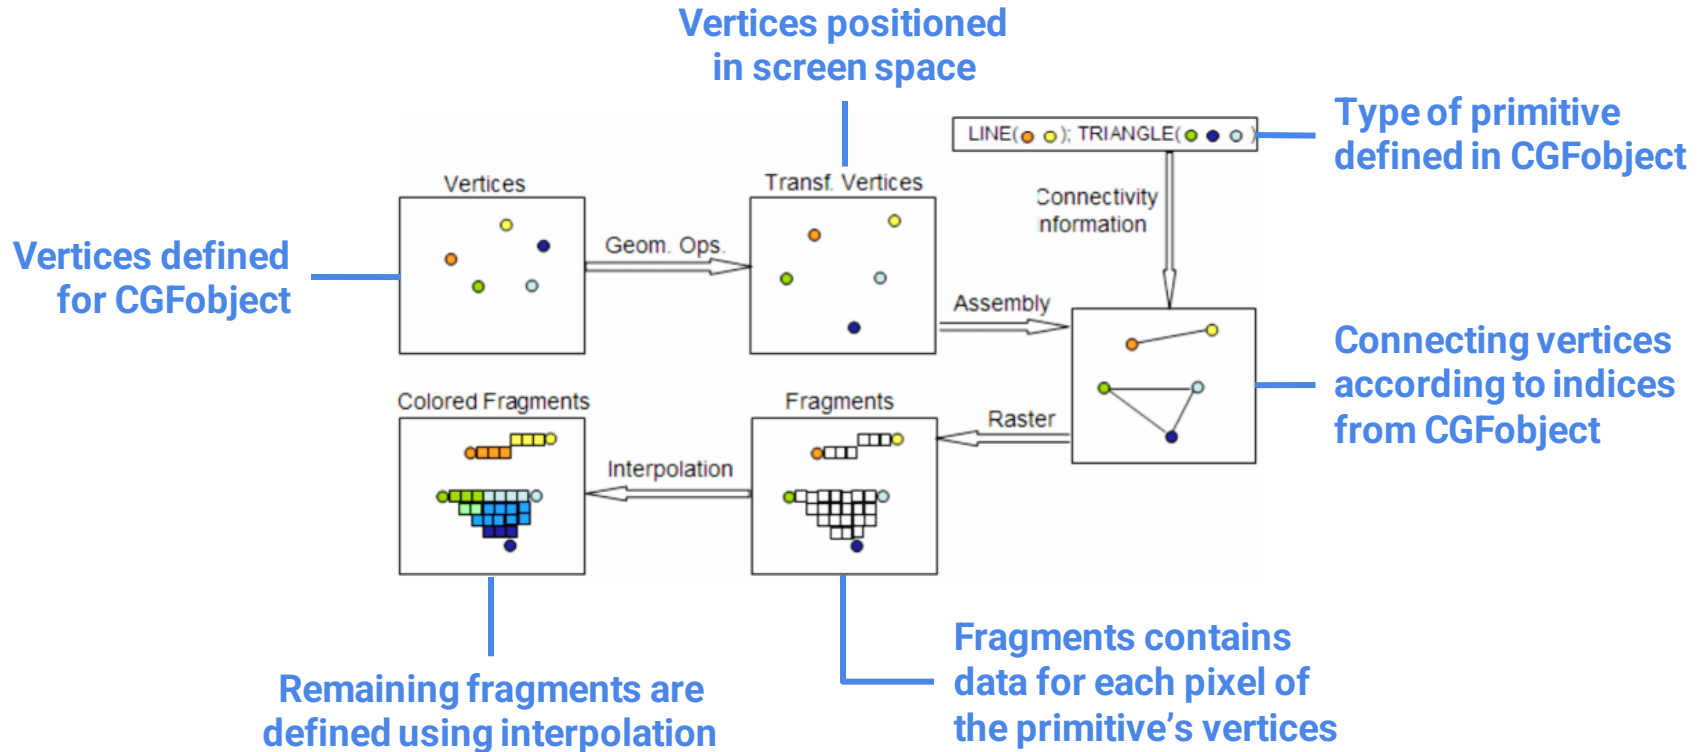 Vertices positioned
in screen space
LINE( ); TRIANGLE( )
Type of primitive
defined in CGFobject
Vertices
Transf. Vertices
Connectivity
nformation
Vertices defined
for CGFobject
Geom. Ops.
Assembly
Connecting vertices
according to indices
from CGFobject
Colored Fragments
Fragments
Raster
Interpolation
Fragments contains
data for each pixel of
the primitive's vertices
Remaining fragments are
defined using interpolation